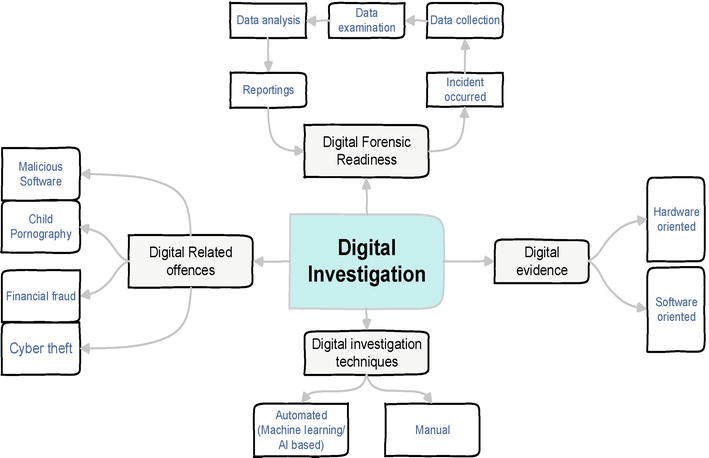 Data analysis
Data
examination
Data collection
Reportings
Incident
occurred
Digital Forensic
Readiness
Malicious
Software
Child
Pornography
Digital Related
offences
Financial fraud
Cyber theft
Digital
Investigation
Digital
evidence
Hardware
oriented
Software
oriented
Digital investigation
techniques
Automated
(Machine learning/
AI based)
Manual